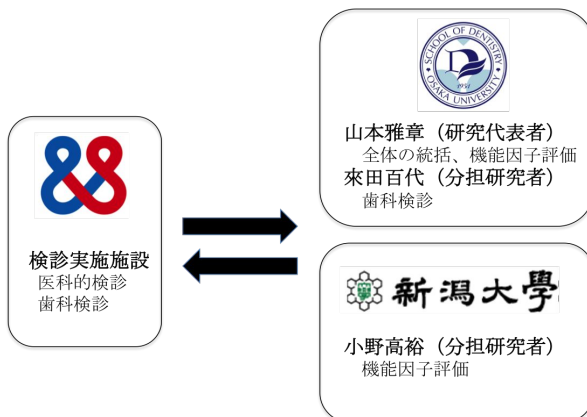 検診実施施設
医科的検診
歯科検診
SCHOOL OF DENTISTRY
OSAKA UNIVERSITY
1951
山本雅章（研究代表者）
全体の統括、機能因子評価
來田百代（分担研究者）
歯科検診
新潟大學
小野高裕（分担研究者）
機能因子評価